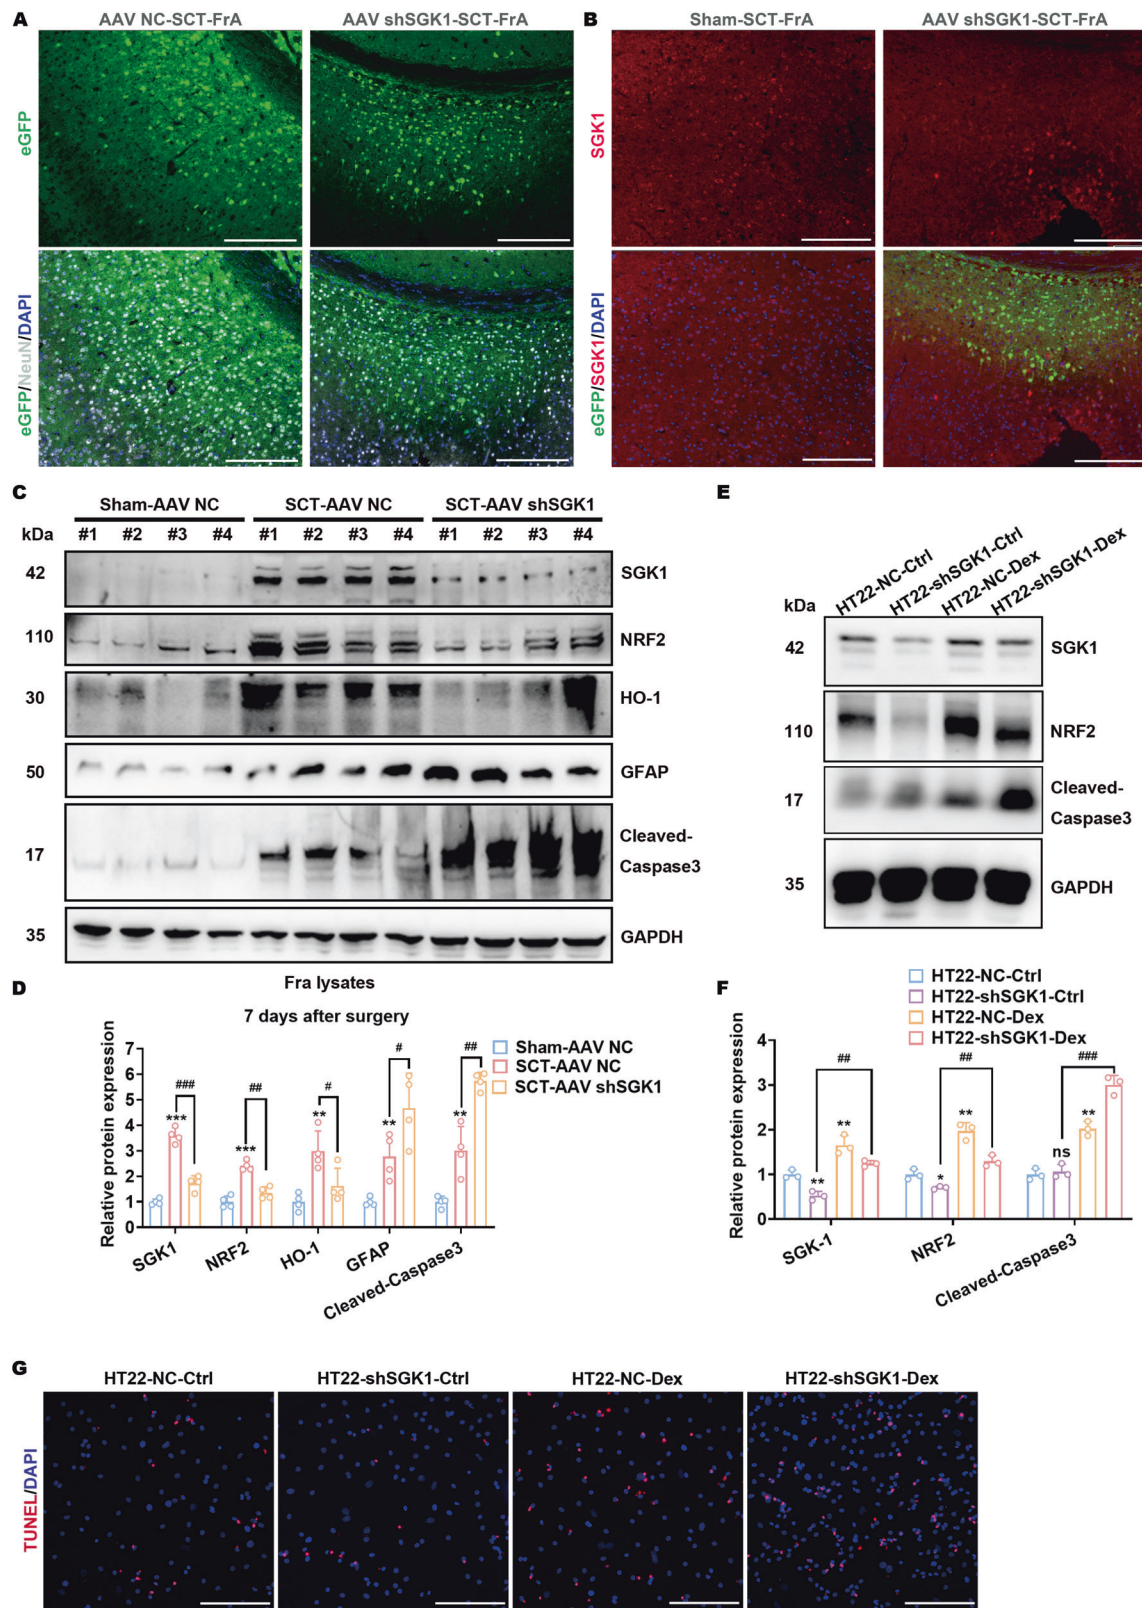 A
AAV NC-SCT-FrA
AAV shSGK1-SCT-FrA
eGFP
eGFP/NeuN/DAPI
B
Sham-SCT-FrA
AAV shSGK1-SCT-FrA
SGK1
eGFP/SGK1/DAPI
C
Sham-AAV NC
SCT-AAV NC
SCT-AAV shSGK1
kDa
#1 #2 #3 #4 #1 #2 #3 #4 #1 #2 #3 #4
42 SGK1
110 NRF2
30 HO-1
50 GFAP
17 Cleaved-
Caspase3
35 GAPDH
Fra lysates
E
HT22-NC-Ctrl
HT22-shSGK1-Ctrl
HT22-NC-Dex
HT22-shSGK1-Dex
kDa
42 SGK1
110 NRF2
17 Cleaved-
Caspase3
35 GAPDH
D
7 days after surgery
Sham-AAV NC
SCT-AAV NC
SCT-AAV shSGK1
Relative protein expression
7
6
5
4
3
2
1
0
***
###
***
##
**
#
**
#
**
##
SGK1
NRF2
HO-1
GFAP
Cleaved-Caspase3
F
HT22-NC-Ctrl
HT22-shSGK1-Ctrl
HT22-NC-Dex
HT22-shSGK1-Dex
Relative protein expression
4
3
2
1
0
**
**
##
*
**
##
ns
**
###
SGK-1
NRF2
Cleaved-Caspase3
G
HT22-NC-Ctrl
HT22-shSGK1-Ctrl
HT22-NC-Dex
HT22-shSGK1-Dex
TUNEL/DAPI